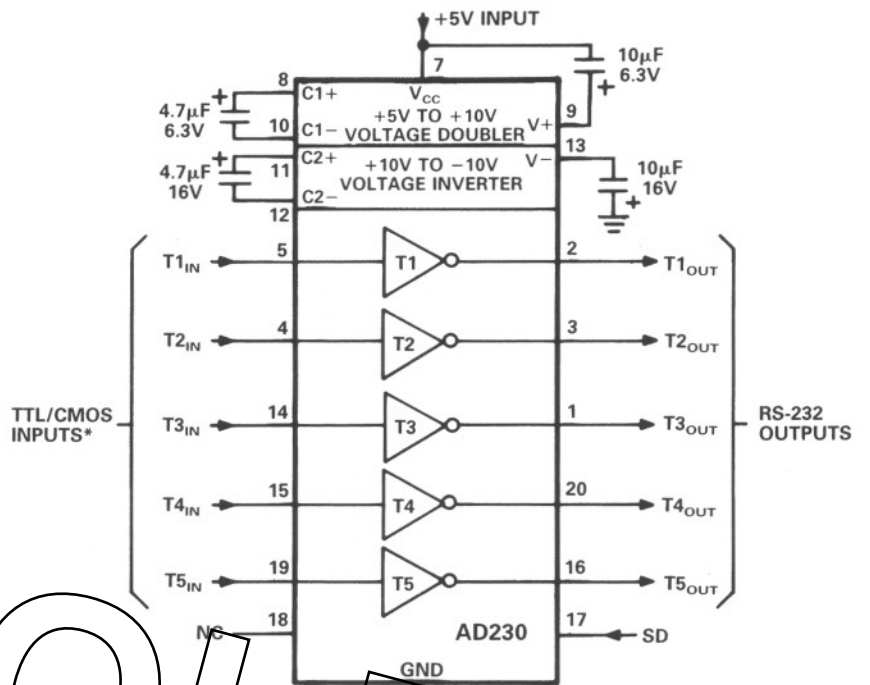 +5V INPUT
7
10µF
6.3V
+
8
+
4.7µF
6.3V
10
C1+
C1−
VCC
+5V TO +10V
VOLTAGE DOUBLER
V+
9
+
4.7µF
16V
11
12
C2+
C2−
+10V TO −10V
VOLTAGE INVERTER
V−
13
10µF
16V
+
T1IN 5 T1 2 T1OUT
T2IN 4 T2 3 T2OUT
TTL/CMOS
INPUTS*
T3IN 14 T3 1 T3OUT
RS-232
OUTPUTS
T4IN 15 T4 20 T4OUT
T5IN 19 T5 16 T5OUT
NC 18 AD230 17 SD
GND